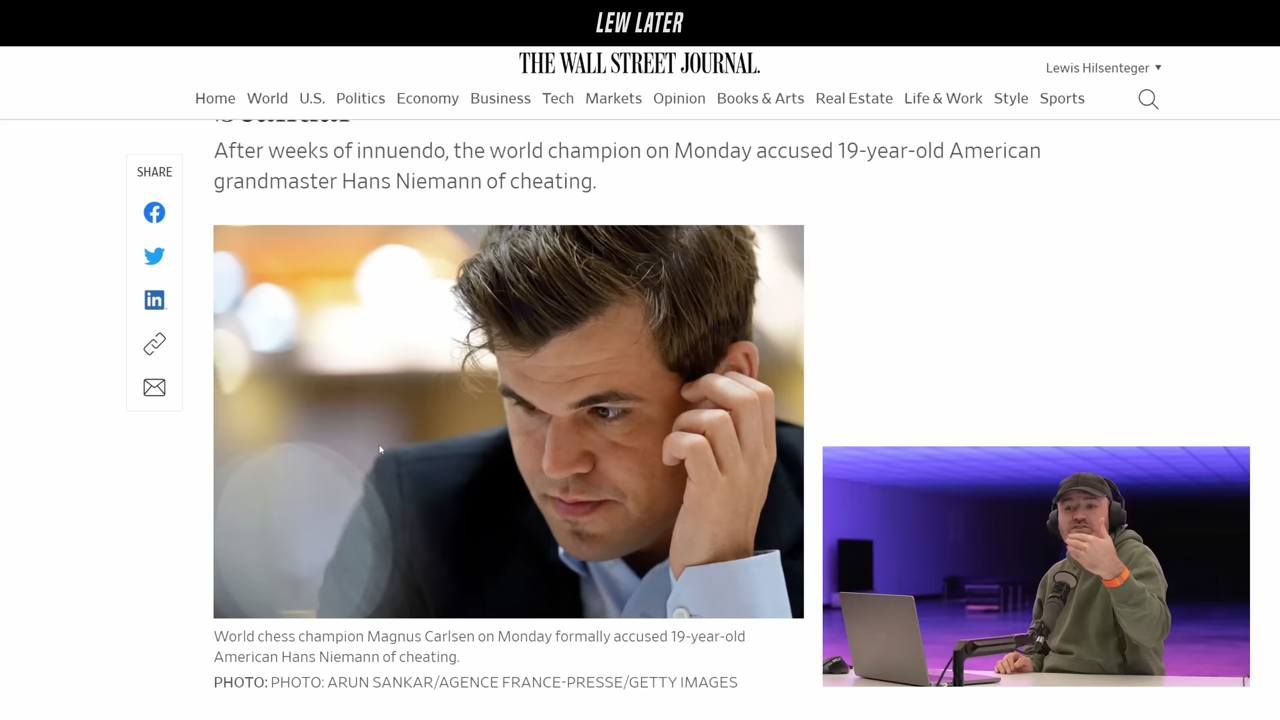 LEW LATER
THE WALL STREET JOURNAL.
Lewis Hilsenteger
Home World U.S. Politics Economy Business Tech Markets Opinion Books & Arts Real Estate Life & Work Style Sports
SHARE
After weeks of innuendo, the world champion on Monday accused 19-year-old American
grandmaster Hans Niemann of cheating.
in
World chess champion Magnus Carlsen on Monday formally accused 19-year-old
American Hans Niemann of cheating.
PHOTO: PHOTO: ARUN SANKAR/AGENCE FRANCE-PRESSE/GETTY IMAGES